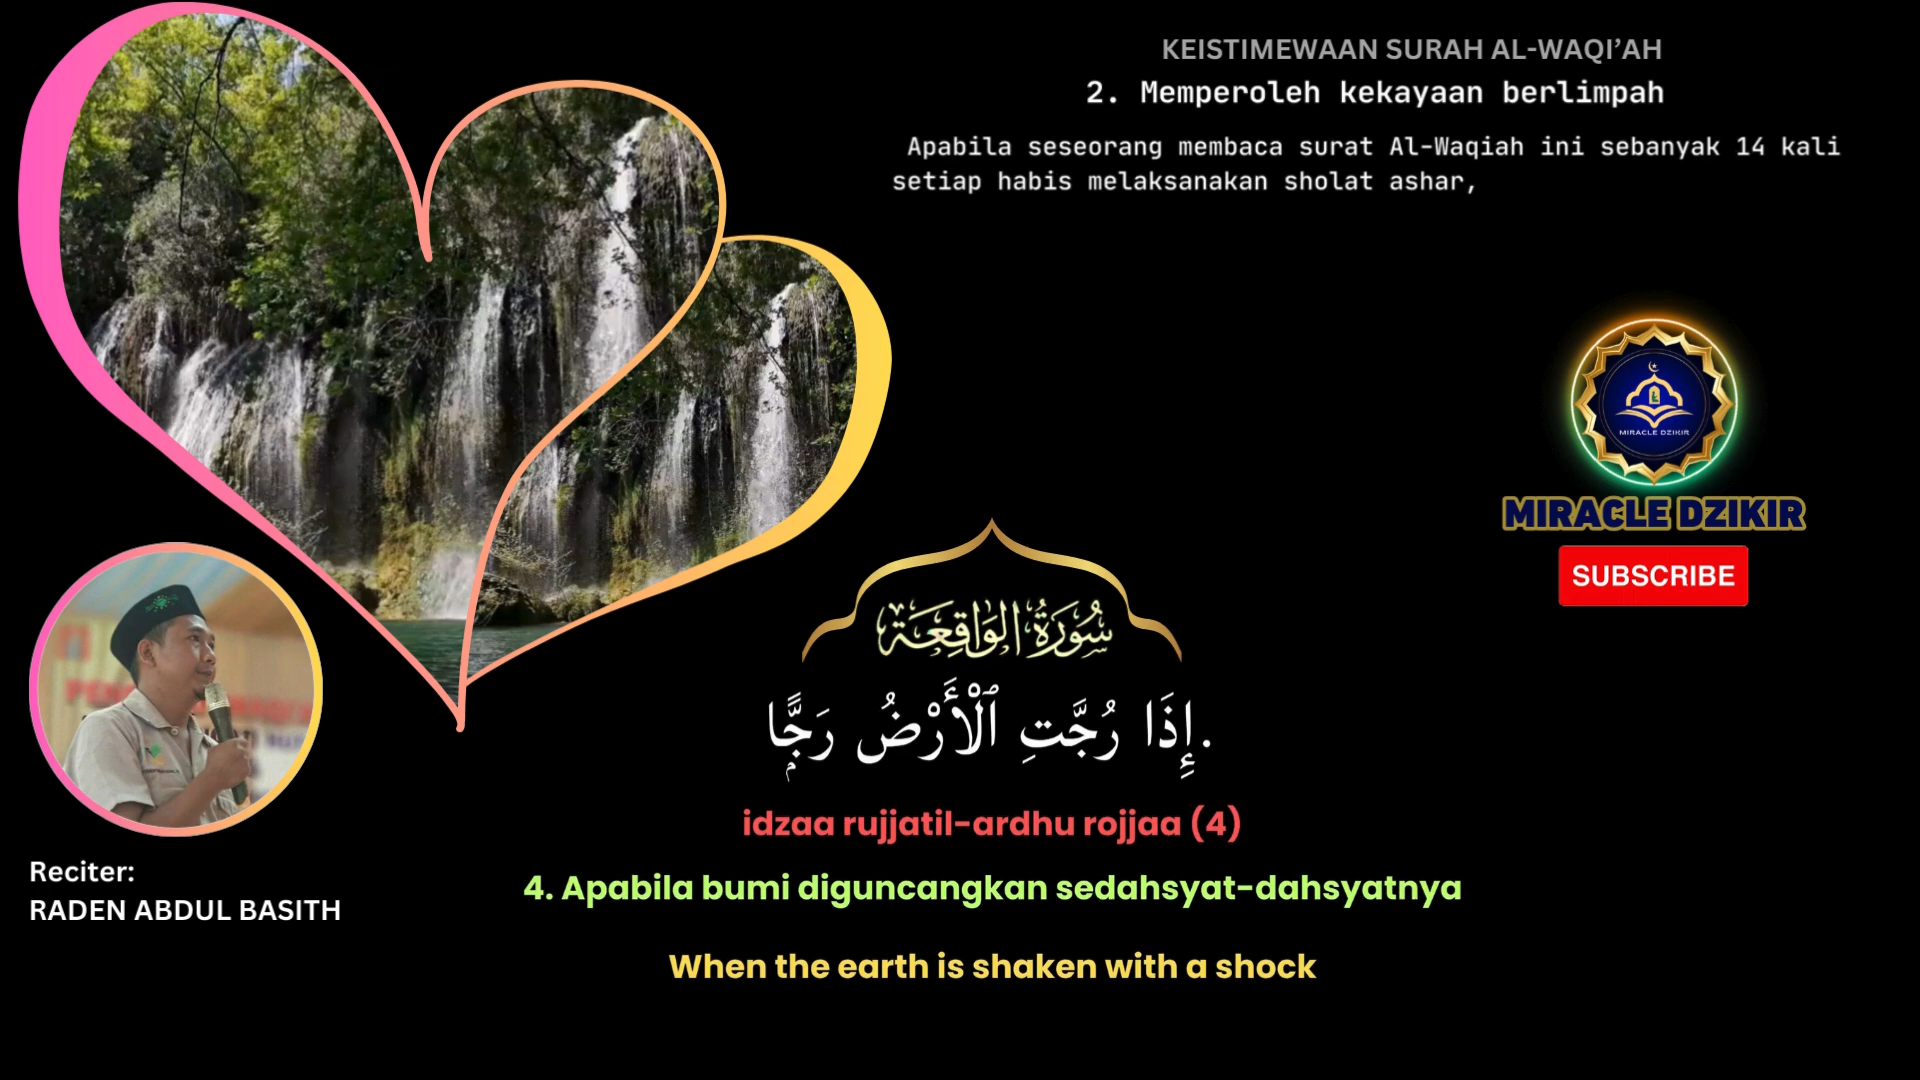 KEISTIMEWAAN SURAH AL-WAQI’AH
2. Memperoleh kekayaan berlimpah
Apabila seseorang membaca surat Al-Waqiah ini sebanyak 14 kali
setiap habis melaksanakan sholat ashar,
MIRACLE DZIKIR
MIRACLE DZIKIR
SUBSCRIBE
سُورَةُ الوَاقِعَة
.إِذَا رُجَّتِ ٱلْأَرْضُ رَجًّۭا
idzaa rujjatil-ardhu rojjaa (4)
4. Apabila bumi diguncangkan sedahsyat-dahsyatnya
When the earth is shaken with a shock
Reciter:
RADEN ABDUL BASITH